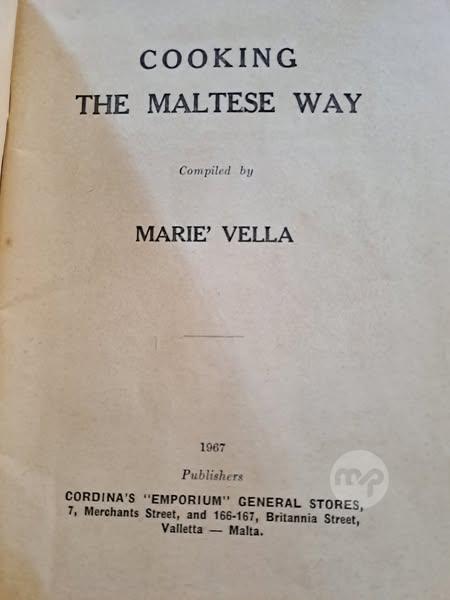 COOKING
THE MALTESE WAY
Compiled by
MARIE' VELLA
1967
Publishers
CORDINA'S "EMPORIUM" GENERAL STORES,
7, Merchants Street, and 166-167, Britannia Street,
Valletta — Malta.
mp